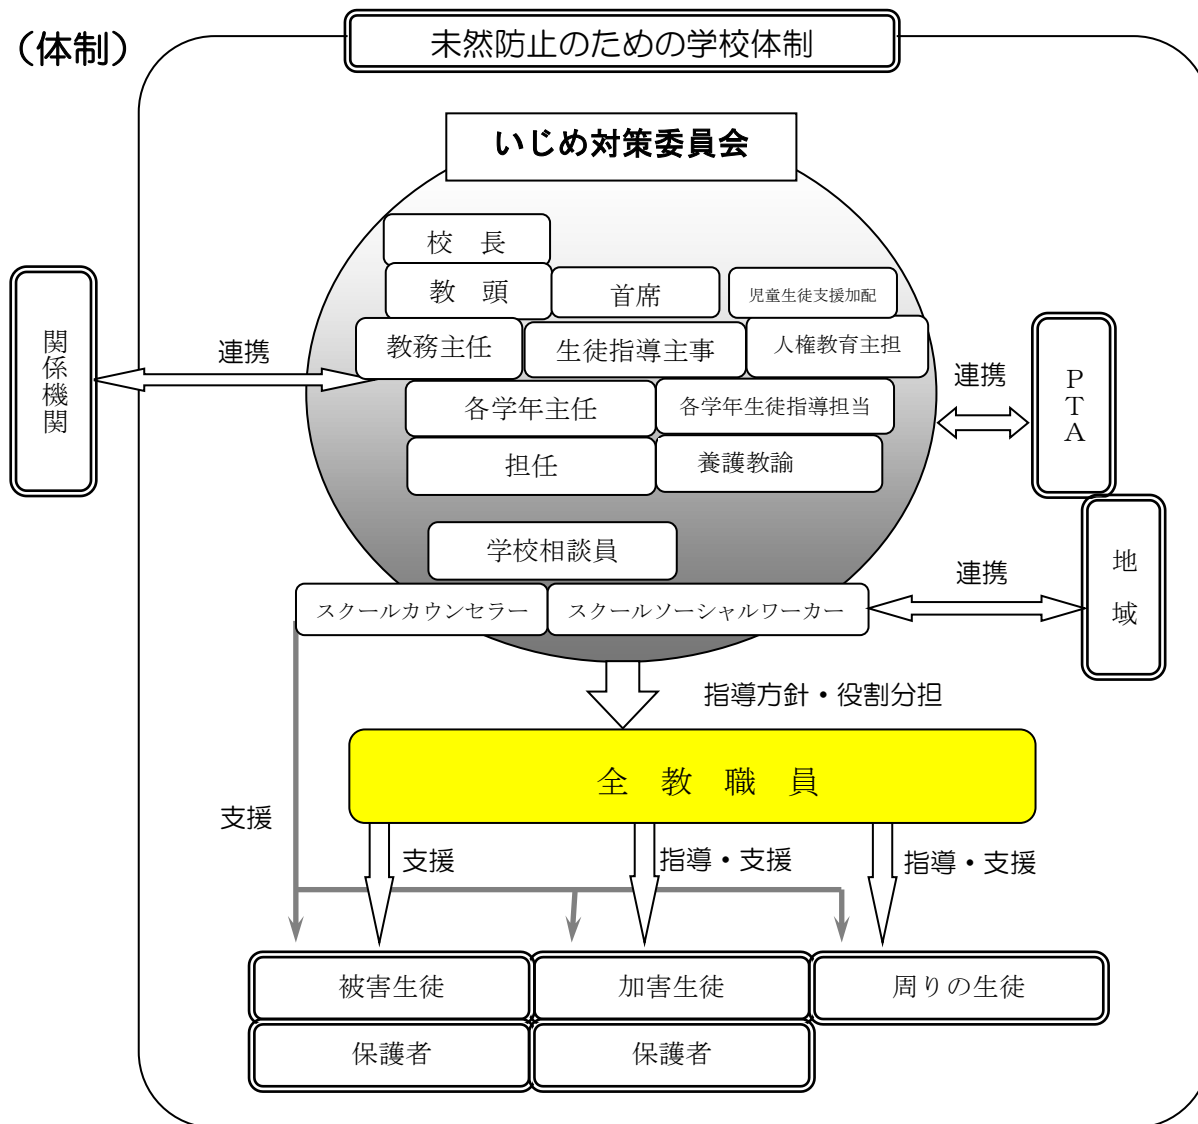 （体制）
未然防止のための学校体制
いじめ対策委員会
校　長
教　頭
首席
児童生徒支援加配
教務主任
生徒指導主事
人権教育主担
各学年主任
各学年生徒指導担当
担任
養護教諭
学校相談員
スクールカウンセラー
スクールソーシャルワーカー
関係機関
連携
連携
ＰＴＡ
連携
地域
指導方針・役割分担
全　教　職　員
支援
支援
指導・支援
指導・支援
被害生徒
加害生徒
周りの生徒
保護者
保護者